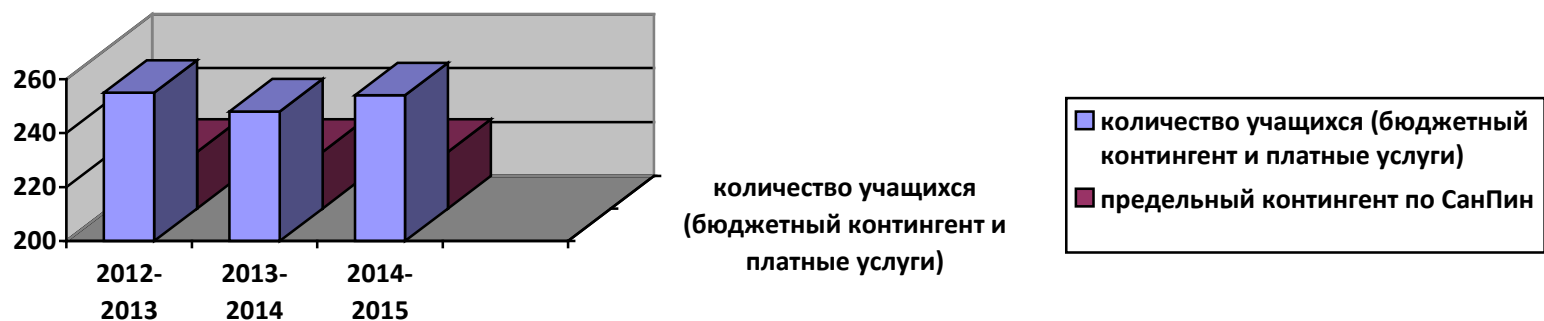 260
240
220
200
2012-
2013
2013-
2014
2014-
2015
количество учащихся
(бюджетный контингент и
платные услуги)
количество учащихся (бюджетный
контингент и платные услуги)
предельный контингент по СанПин